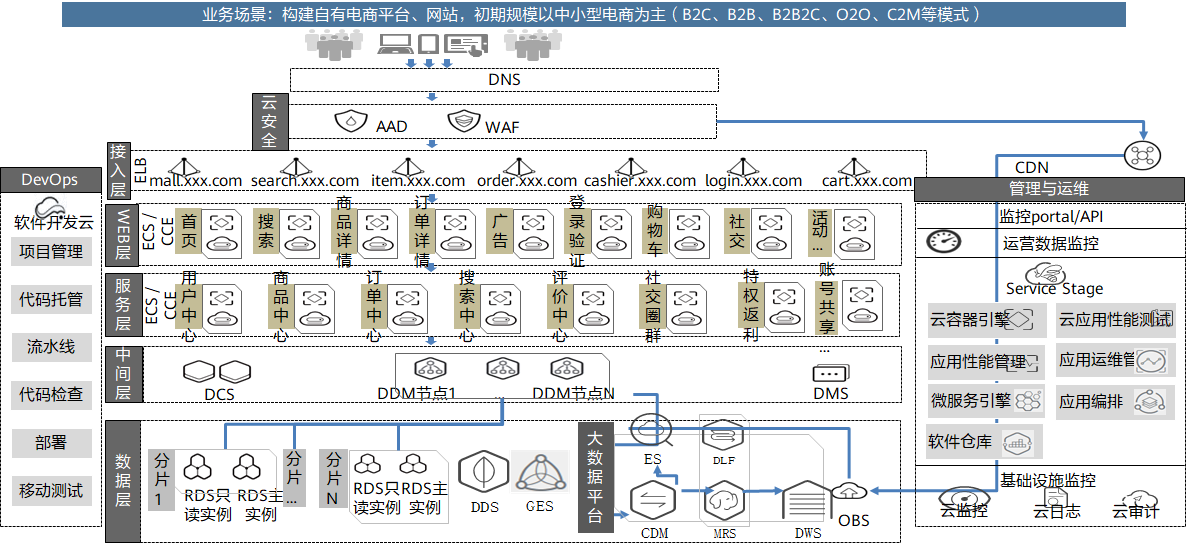 业务场景：构建自有电商平台、网站，初期规模以中小型电商为主（B2C、B2B、B2B2C、O2O、C2M等模式）
DNS
云安全
AAD
WAF
CDN
接入层
ELB
mall.xxx.com
search.xxx.com
item.xxx.com
order.xxx.com
cashier.xxx.com
login.xxx.com
cart.xxx.com
WEB层
ECS / CCE
首页
搜索
商品详情
订单详情
广告
登录验证
购物车
社交
活动...
服务层
ECS / CCE
用户中心
商品中心
订单中心
搜索中心
评价中心
社交圈群
特权返利
账号共享...
中间层
DCS
DDM节点1
DDM节点N
DMS
数据层
分片1
RDS只读实例
RDS主实例
分片...
分片N
RDS只读实例
RDS主实例
DDS
GES
大数据平台
ES
DLF
CDM
MRS
DWS
OBS
DevOps
软件开发云
项目管理
代码托管
流水线
代码检查
部署
移动测试
管理与运维
监控portal/API
运营数据监控
Service Stage
云容器引擎
云应用性能测试
应用性能管理
应用运维管
微服务引擎
应用编排
软件仓库
基础设施监控
云监控
云日志
云审计